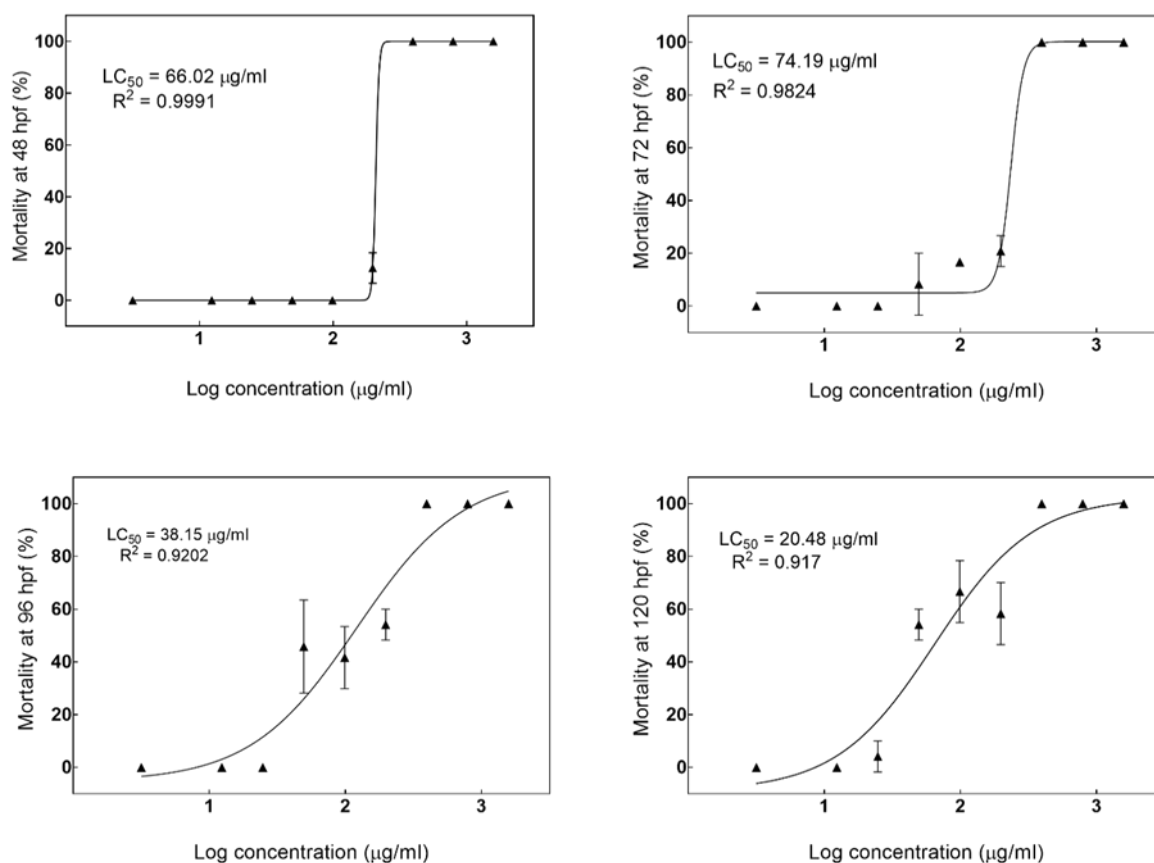 LC50 = 66.02 μg/ml
R2 = 0.9991
Mortality at 48 hpf (%)
100
80
60
40
20
0
1 2 3
Log concentration (μg/ml)
LC50 = 74.19 μg/ml
R2 = 0.9824
Mortality at 72 hpf (%)
100
80
60
40
20
0
1 2 3
Log concentration (μg/ml)
LC50 = 38.15 μg/ml
R2 = 0.9202
Mortality at 96 hpf (%)
100
80
60
40
20
0
1 2 3
Log concentration (μg/ml)
LC50 = 20.48 μg/ml
R2 = 0.917
Mortality at 120 hpf (%)
100
80
60
40
20
0
1 2 3
Log concentration (μg/ml)